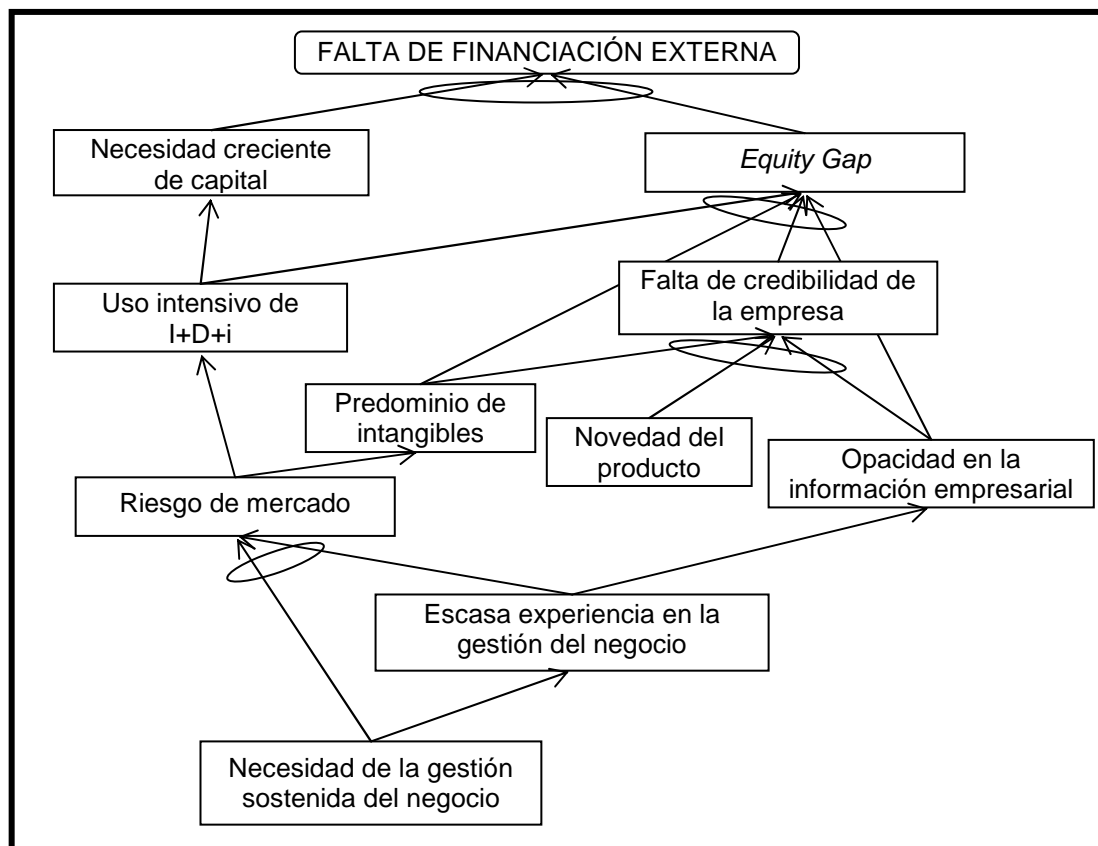 FALTA DE FINANCIACIÓN EXTERNA
Necesidad creciente
de capital
Equity Gap
Uso intensivo de
I+D+i
Falta de credibilidad de
la empresa
Predominio de
intangibles
Novedad del
producto
Opacidad en la
información empresarial
Riesgo de mercado
Escasa experiencia en la
gestión del negocio
Necesidad de la gestión
sostenida del negocio